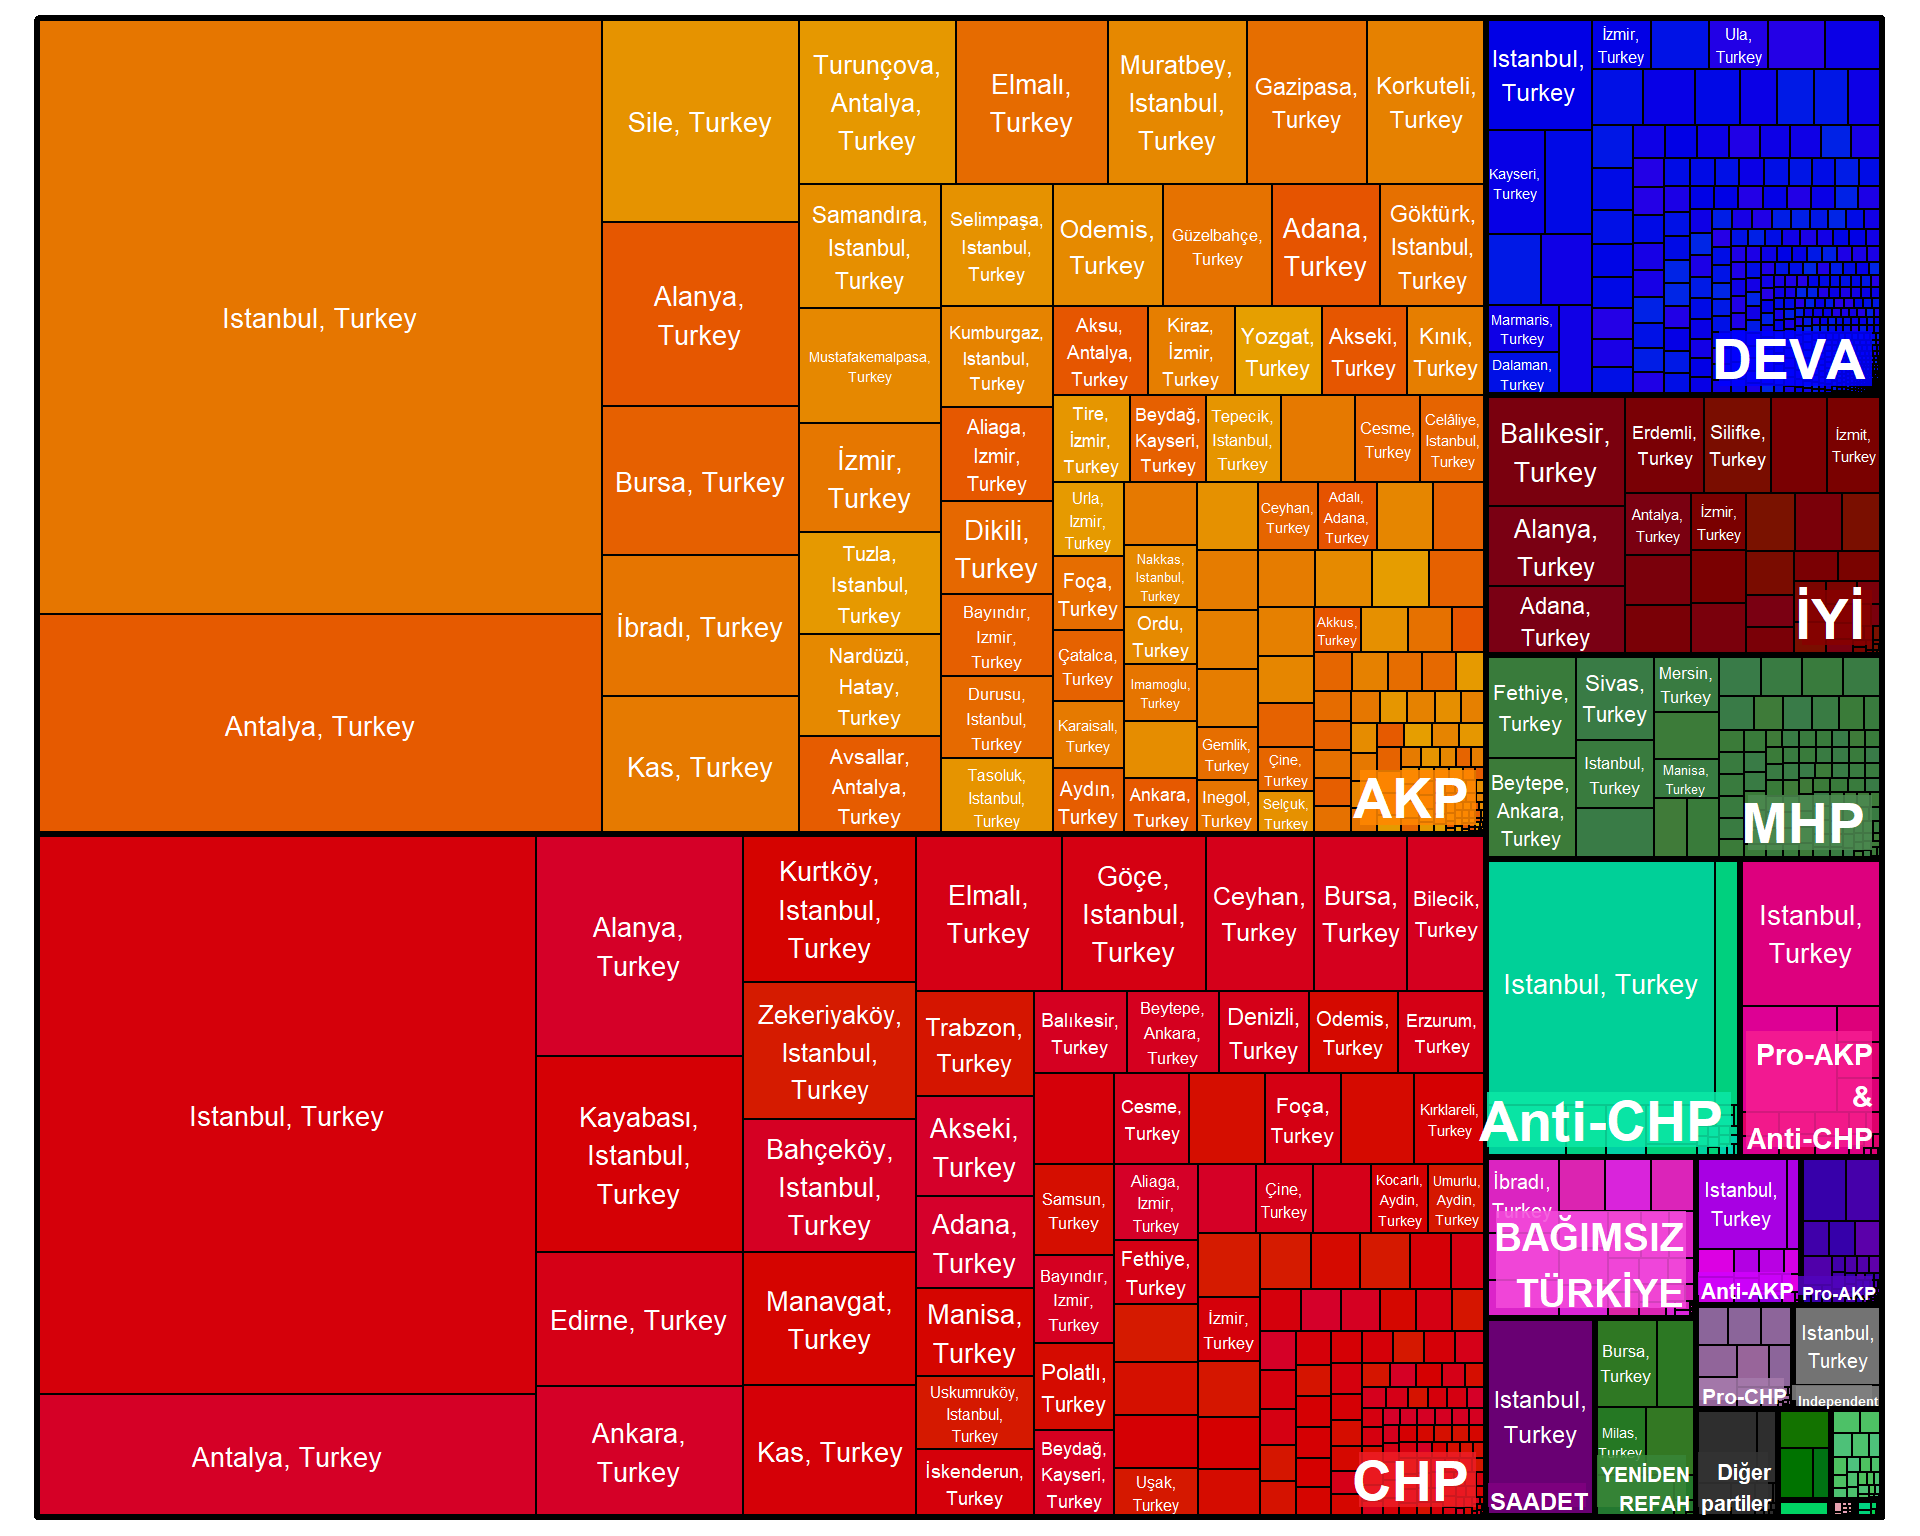 Istanbul, Turkey
Antalya, Turkey
Sile, Turkey
Alanya,
Turkey
Bursa, Turkey
İbradı, Turkey
Kas, Turkey
Turunçova,
Antalya,
Turkey
Elmalı,
Turkey
Muratbey,
Istanbul,
Turkey
Gazipasa,
Turkey
Korkuteli,
Turkey
Samandıra,
Istanbul,
Turkey
Mustafakemalpasa,
Turkey
İzmir,
Turkey
Tuzla,
Istanbul,
Turkey
Nardüzü,
Hatay,
Turkey
Avsallar,
Antalya,
Turkey
Selimpaşa,
Istanbul,
Turkey
Kumburgaz,
Istanbul,
Turkey
Aliaga,
Izmir,
Turkey
Dikili,
Turkey
Bayındır,
Izmir,
Turkey
Durusu,
Istanbul,
Turkey
Tasoluk,
Istanbul,
Turkey
Odemis,
Turkey
Güzelbahçe,
Turkey
Adana,
Turkey
Göktürk,
Istanbul,
Turkey
Aksu,
Antalya,
Turkey
Kiraz,
İzmir,
Turkey
Yozgat,
Turkey
Akseki,
Turkey
Kınık,
Turkey
Tire,
İzmir,
Turkey
Beydağ,
Kayseri,
Turkey
Tepecik,
Istanbul,
Turkey
Cesme,
Turkey
Celâliye,
Istanbul,
Turkey
Urla,
Izmir,
Turkey
Foça,
Turkey
Çatalca,
Turkey
Karaisalı,
Turkey
Aydın,
Turkey
Nakkas,
Istanbul,
Turkey
Ordu,
Turkey
Imamoglu,
Turkey
Ankara,
Turkey
Gemlik,
Turkey
Inegol,
Turkey
Ceyhan,
Turkey
Adalı,
Adana,
Turkey
Akkus,
Turkey
Çine,
Turkey
Selçuk,
Turkey
AKP
Istanbul, Turkey
Antalya, Turkey
Alanya,
Turkey
Kayabası,
Istanbul,
Turkey
Edirne, Turkey
Ankara,
Turkey
Kurtköy,
Istanbul,
Turkey
Zekeriyaköy,
Istanbul,
Turkey
Bahçeköy,
Istanbul,
Turkey
Manavgat,
Turkey
Kas, Turkey
Elmalı,
Turkey
Göçe,
Istanbul,
Turkey
Ceyhan,
Turkey
Bursa,
Turkey
Bilecik,
Turkey
Trabzon,
Turkey
Akseki,
Turkey
Adana,
Turkey
Manisa,
Turkey
Uskumruköy,
Istanbul,
Turkey
İskenderun,
Turkey
Balıkesir,
Turkey
Beytepe,
Ankara,
Turkey
Denizli,
Turkey
Odemis,
Turkey
Erzurum,
Turkey
Cesme,
Turkey
Foça,
Turkey
Kırklareli,
Turkey
Samsun,
Turkey
Bayındır,
Izmir,
Turkey
Polatlı,
Turkey
Beydağ,
Kayseri,
Turkey
Aliaga,
Izmir,
Turkey
Fethiye,
Turkey
Uşak,
Turkey
Çine,
Turkey
Kocarlı,
Aydin,
Turkey
Umurlu,
Aydin,
Turkey
İzmir,
Turkey
CHP
Istanbul,
Turkey
İzmir,
Turkey
Ula,
Turkey
Kayseri,
Turkey
Marmaris,
Turkey
Dalaman,
Turkey
DEVA
Balıkesir,
Turkey
Alanya,
Turkey
Adana,
Turkey
Erdemli,
Turkey
Silifke,
Turkey
İzmit,
Turkey
Antalya,
Turkey
İzmir,
Turkey
İYİ
Fethiye,
Turkey
Beytepe,
Ankara,
Turkey
Sivas,
Turkey
Istanbul,
Turkey
Mersin,
Turkey
Manisa,
Turkey
MHP
Istanbul, Turkey
Anti-CHP
Istanbul,
Turkey
Pro-AKP
&
Anti-CHP
İbradı,
Turkey
BAĞIMSIZ
TÜRKİYE
Istanbul,
Turkey
Anti-AKP
Pro-AKP
Istanbul,
Turkey
SAADET
Bursa,
Turkey
Milas,
Turkey
YENİDEN
REFAH
Pro-CHP
Istanbul,
Turkey
Independent
Diğer
partiler